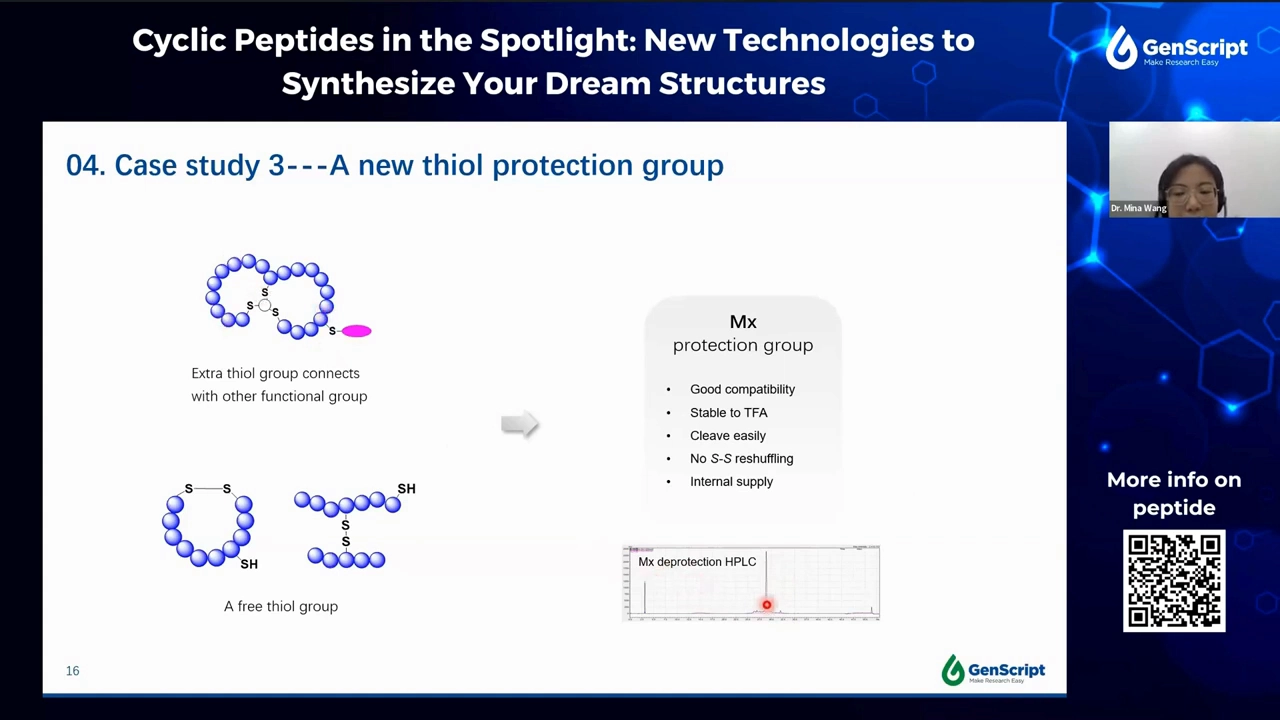 Cyclic Peptides in the Spotlight: New Technologies to
Synthesize Your Dream Structures
GenScript
Make Research Easy
04. Case study 3---A new thiol protection group
Dr. Mina Wang
S
S
S
S
Extra thiol group connects
with other functional group
Mx
protection group
• Good compatibility
• Stable to TFA
• Cleave easily
• No S-S reshuffling
• Internal supply
S S
SH
SH
S
S
A free thiol group
Mx deprotection HPLC
More info on
peptide
16
GenScript
Make Research Easy